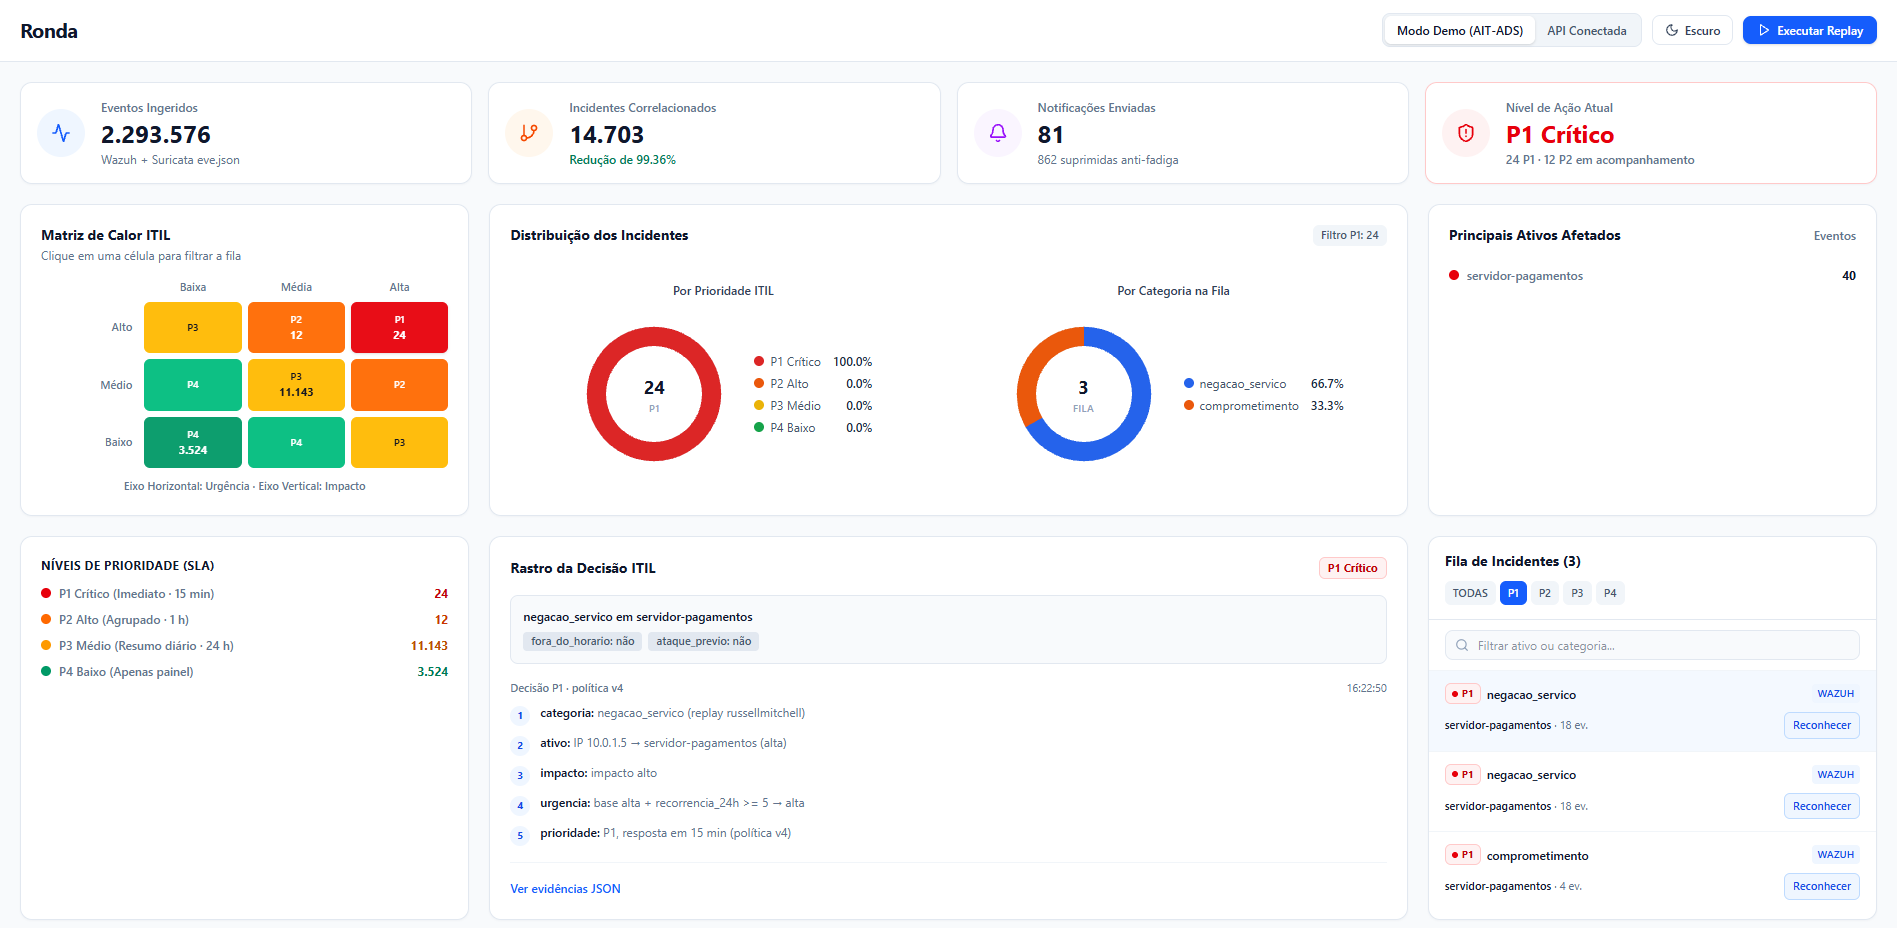 Ronda
Modo Demo (AIT-ADS)
API Conectada
Escuro
Executar Replay
Eventos Ingeridos
2.293.576
Wazuh + Suricata eve.json
Incidentes Correlacionados
14.703
Redução de 99.36%
Notificações Enviadas
81
862 suprimidas anti-fadiga
Nível de Ação Atual
P1 Crítico
24 P1 · 12 P2 em acompanhamento
Matriz de Calor ITIL
Clique em uma célula para filtrar a fila
Baixa Média Alta
Alto
P3
P2
12
P1
24
Médio
P4
P3
11.143
P2
Baixo
P4
3.524
P4
P3
Eixo Horizontal: Urgência · Eixo Vertical: Impacto
Distribuição dos Incidentes
Filtro P1: 24
Por Prioridade ITIL
24
P1
P1 Crítico 100.0%
P2 Alto 0.0%
P3 Médio 0.0%
P4 Baixo 0.0%
Por Categoria na Fila
3
FILA
negacao_servico 66.7%
comprometimento 33.3%
Principais Ativos Afetados
Eventos
servidor-pagamentos 40
NÍVEIS DE PRIORIDADE (SLA)
P1 Crítico (Imediato · 15 min) 24
P2 Alto (Agrupado · 1 h) 12
P3 Médio (Resumo diário · 24 h) 11.143
P4 Baixo (Apenas painel) 3.524
Rastro da Decisão ITIL
P1 Crítico
negacao_servico em servidor-pagamentos
fora_do_horario: não
ataque_previo: não
Decisão P1 · política v4
16:22:50
1 categoria: negacao_servico (replay russellmitchell)
2 ativo: IP 10.0.1.5 → servidor-pagamentos (alta)
3 impacto: impacto alto
4 urgencia: base alta + recorrencia_24h >= 5 → alta
5 prioridade: P1, resposta em 15 min (política v4)
Ver evidências JSON
Fila de Incidentes (3)
TODAS P1 P2 P3 P4
Filtrar ativo ou categoria...
P1 negacao_servico WAZUH
servidor-pagamentos · 18 ev. Reconhecer
P1 negacao_servico WAZUH
servidor-pagamentos · 18 ev. Reconhecer
P1 comprometimento WAZUH
servidor-pagamentos · 4 ev. Reconhecer